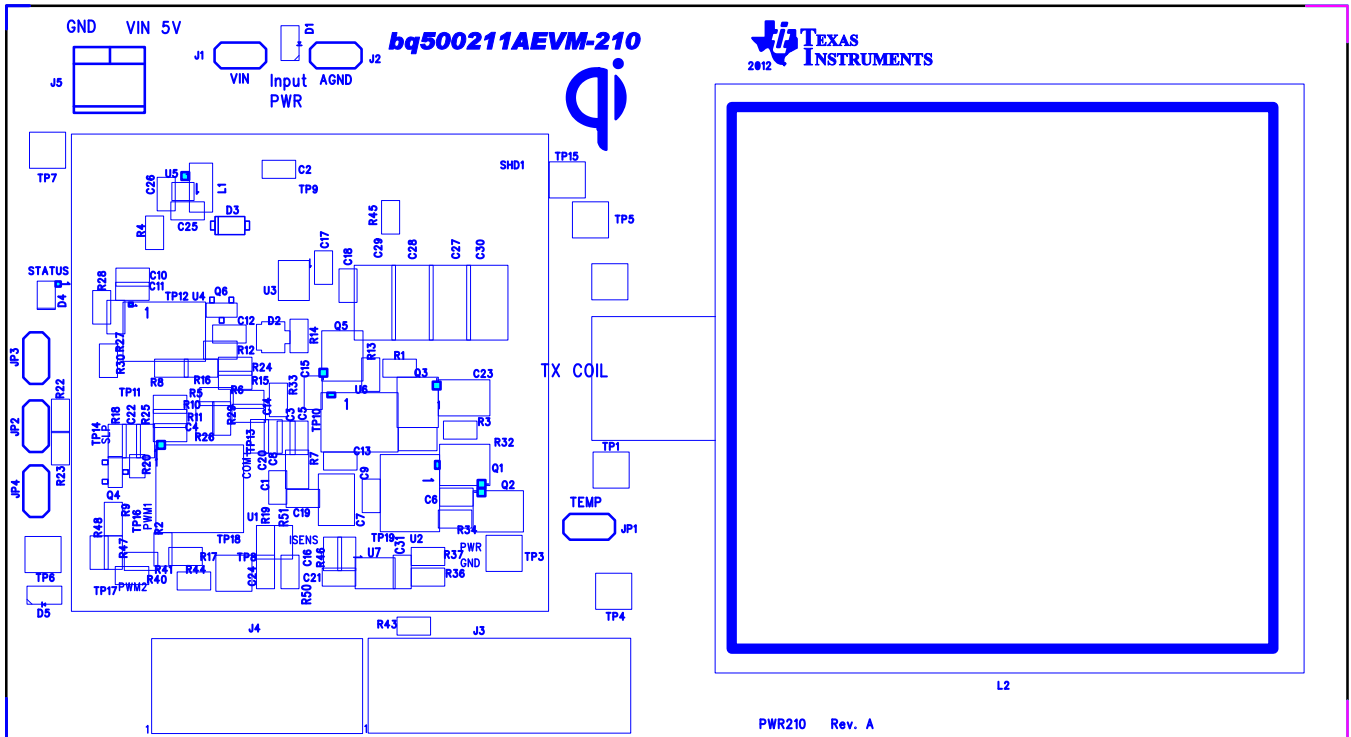 GND VIN 5V
J5
J1
VIN
D1
Input
PWR
J2
AGND
bq500211AEVM-210
qi
2012
TEXAS
INSTRUMENTS
TP7
C26
U5
L1
C2
TP9
SHD1
TP15
R4
C25
D3
R45
TP5
STATUS
D4
R28
C10
C11
TP12 U4
Q6
U3
C17
C18
C29
C28
C27
C30
1
C12
D2
R14
Q5
JP3
R27
R30
R12
R8
R24
R16
R15
R13
R1
TX COIL
R22
TP11
R5
R6
R33
C15
U6
Q3
C23
1
JP2
TP14
SLP
R18
C22
R25
R10
R11
C4
R26
R29
C14
TP13
C3
C5
TP10
1
R3
R23
R20
COM
C20
C8
R7
C13
R32
Q1
TP1
JP4
Q4
R9
TP16
PWM1
U1
C1
C19
C7
C9
C6
Q2
TEMP
JP1
R48
R2
TP18
R19
R51
ISENS
TP19
U2
R34
PWR
GND
TP3
TP6
R47
R41
R17
TP8
C24
C16
R46
U7
C31
R37
D5
TP17
PWM2
R40
R44
R50
C21
R36
TP4
J4
R43
J3
1
1
L2
PWR210 Rev. A